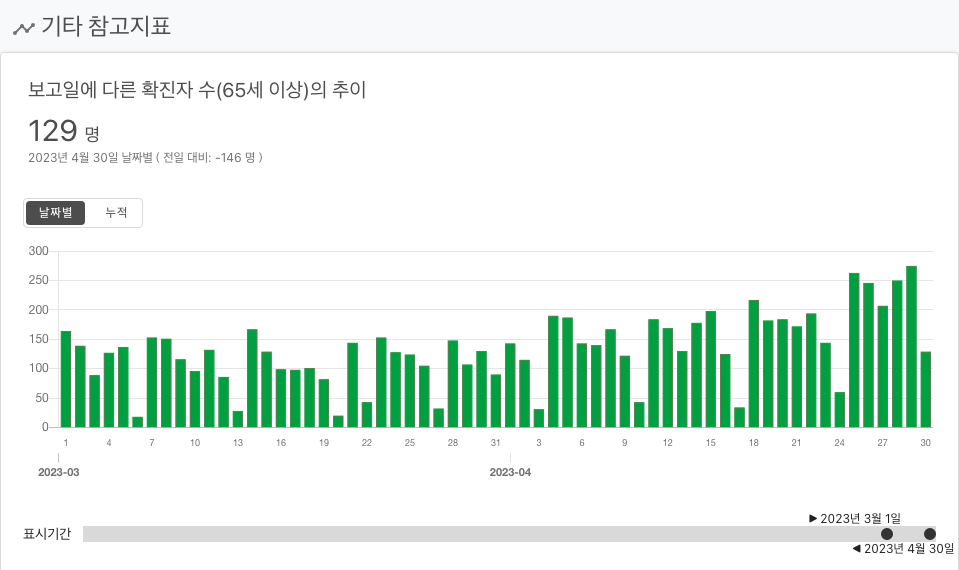 기타 참고지표
보고일에 다른 확진자 수(65세 이상)의 추이
129 명
2023년 4월 30일 날짜별 ( 전일 대비: -146 명 )
날짜별 누적
300
250
200
150
100
50
0
1 4 7 10 13 16 19 22 25 28 31 3 6 9 12 15 18 21 24 27 30
2023-03 2023-04
▶ 2023년 3월 1일
표시기간
◀ 2023년 4월 30일